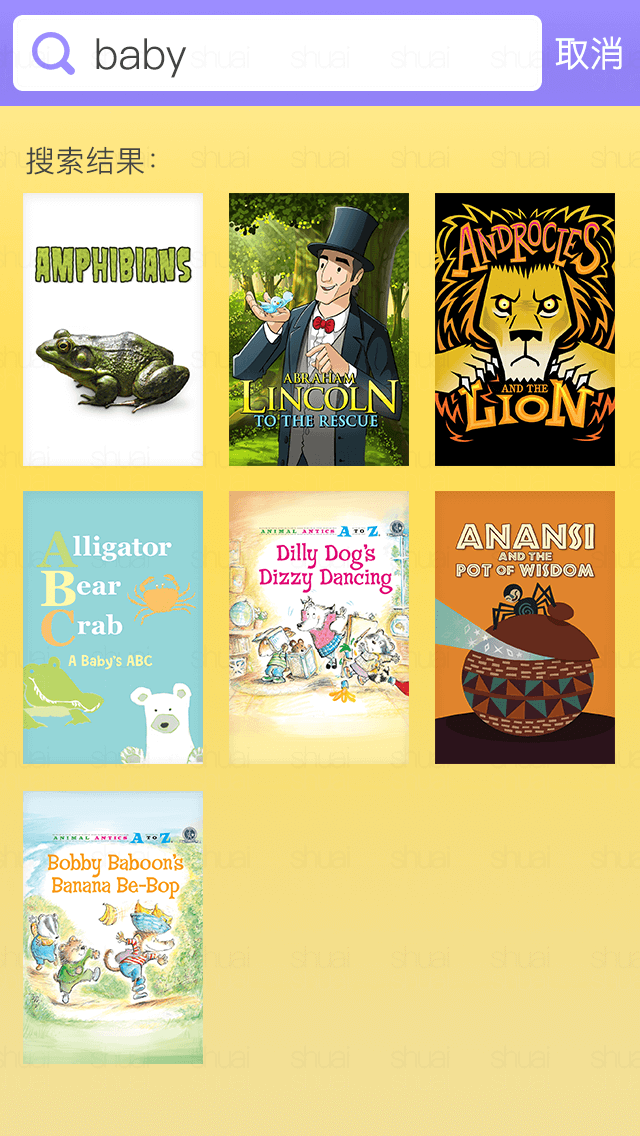 baby
取消
搜索结果：
AMPHIBIANS
ABRAHAM
LINCOLN
TO THE RESCUE
ANDROCLES
AND THE
LION
Alligator
Bear
Crab
A Baby's ABC
ANIMAL ANTICS A TO Z
Dilly Dog's
Dizzy Dancing
ANANSI
AND THE
POT OF WISDOM
ANIMAL ANTICS A TO Z
Bobby Baboon's
Banana Be-Bop
shuai